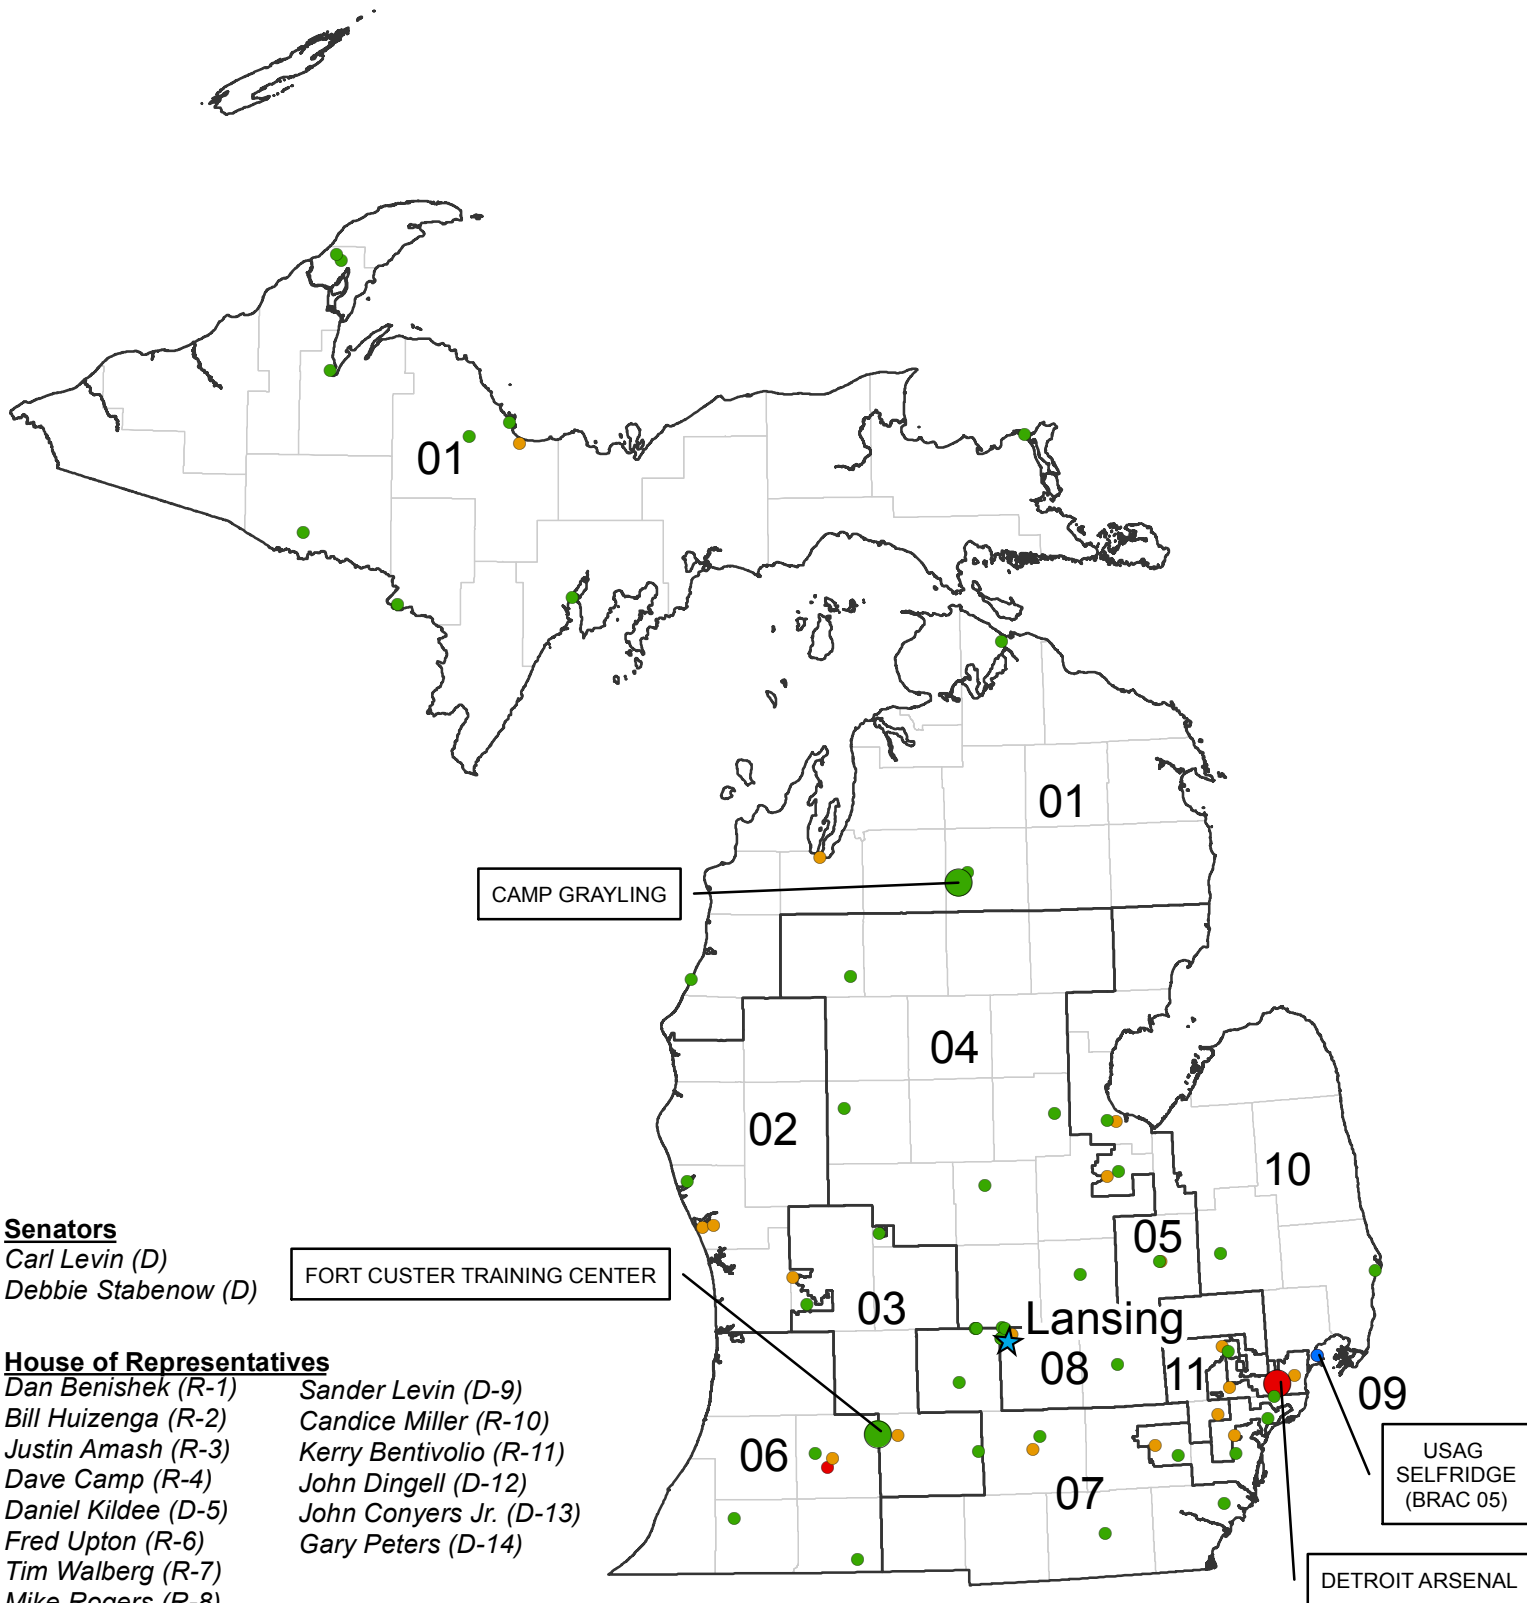 01
01
CAMP GRAYLING
04
02
10
05
Senators
Carl Levin (D)
Debbie Stabenow (D)
FORT CUSTER TRAINING CENTER
03
Lansing
08
11
09
House of Representatives
Dan Benishek (R-1)
Bill Huizenga (R-2)
Justin Amash (R-3)
Dave Camp (R-4)
Daniel Kildee (D-5)
Fred Upton (R-6)
Tim Walberg (R-7)
Mike Rogers (R-8)
Sander Levin (D-9)
Candice Miller (R-10)
Kerry Bentivolio (R-11)
John Dingell (D-12)
John Conyers Jr. (D-13)
Gary Peters (D-14)
06
07
USAG
SELFRIDGE
(BRAC 05)
DETROIT ARSENAL